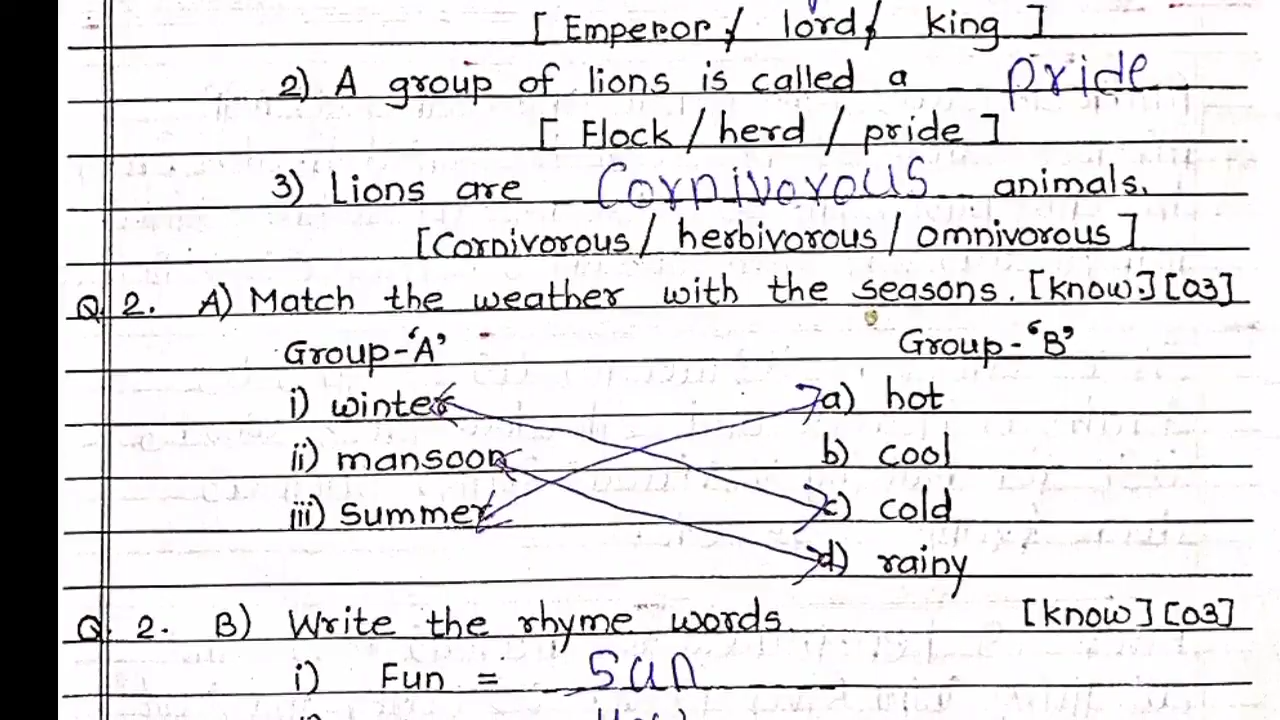 [ Emperor / lord / king ]
2) A group of lions is called a pride
[ Flock / herd / pride ]
3) Lions are Cornivorous animals.
[Cornivorous / herbivorous / omnivorous ]
Q. 2. A) Match the weather with the seasons. [know.] [03]
Group-‘A’ Group-‘B’
i) winter a) hot
ii) mansoon b) cool
iii) Summer c) cold
d) rainy
Q. 2. B) Write the rhyme words. [know] [03]
i) Fun = sun